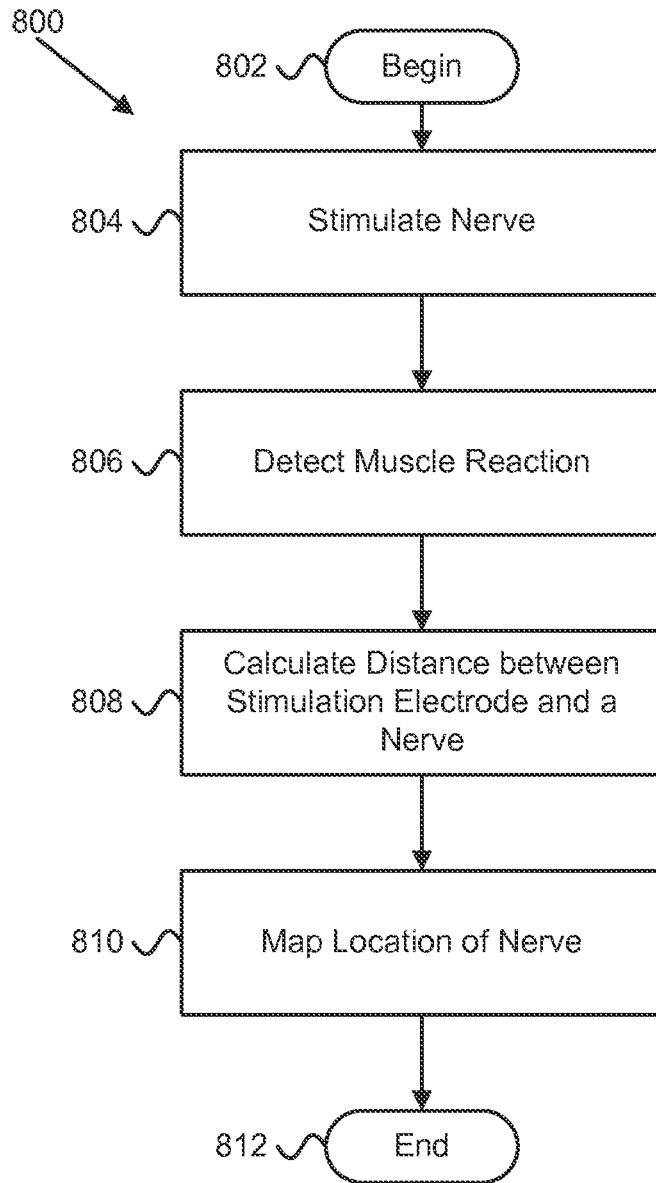 800
802
Begin
804
Stimulate Nerve
806
Detect Muscle Reaction
808
Calculate Distance between
Stimulation Electrode and a
Nerve
810
Map Location of Nerve
812
End